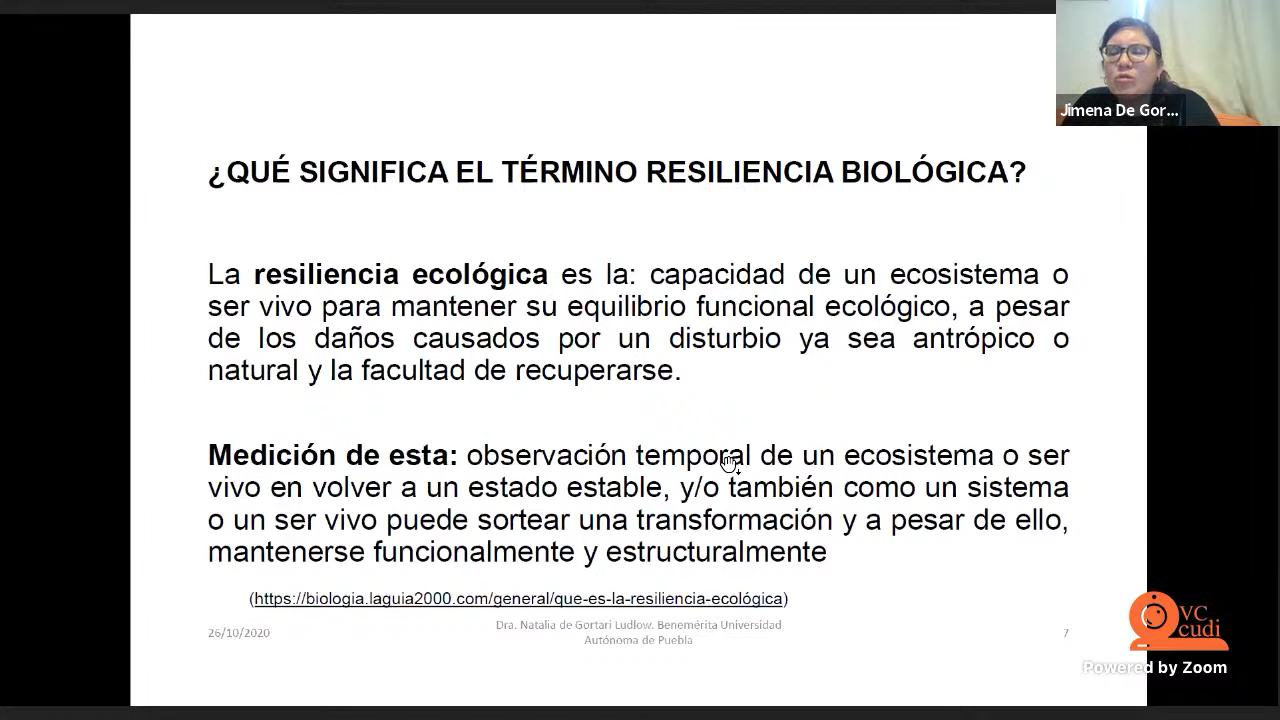 Jimena De Gor...
¿QUÉ SIGNIFICA EL TÉRMINO RESILIENCIA BIOLÓGICA?
La resiliencia ecológica es la: capacidad de un ecosistema o
ser vivo para mantener su equilibrio funcional ecológico, a pesar
de los daños causados por un disturbio ya sea antrópico o
natural y la facultad de recuperarse.
Medición de esta: observación temporal de un ecosistema o ser
vivo en volver a un estado estable, y/o también como un sistema
o un ser vivo puede sortear una transformación y a pesar de ello,
mantenerse funcionalmente y estructuralmente
(https://biologia.laguia2000.com/general/que-es-la-resiliencia-ecológica)
26/10/2020
Dra. Natalia de Gortari Ludlow. Benemérita Universidad
Autónoma de Puebla
7
VC
cudi
Powered by Zoom